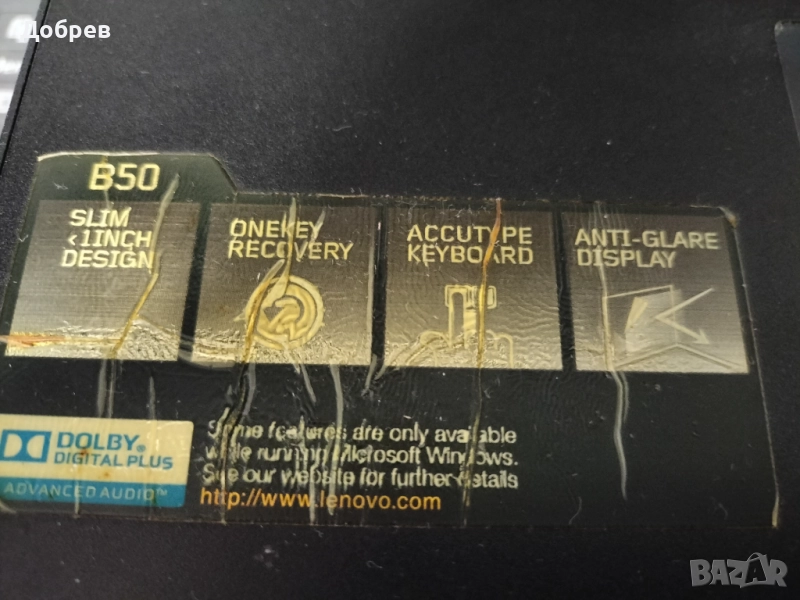 Добрев
B50
SLIM
<1INCH
DESIGN
ONEKEY
RECOVERY
ACCUTYPE
KEYBOARD
ANTI-GLARE
DISPLAY
DOLBY®
DIGITAL PLUS
ADVANCED AUDIO™
Some features are only available
while running Microsoft Windows.
See our website for further details
http://www.lenovo.com
BAZAR